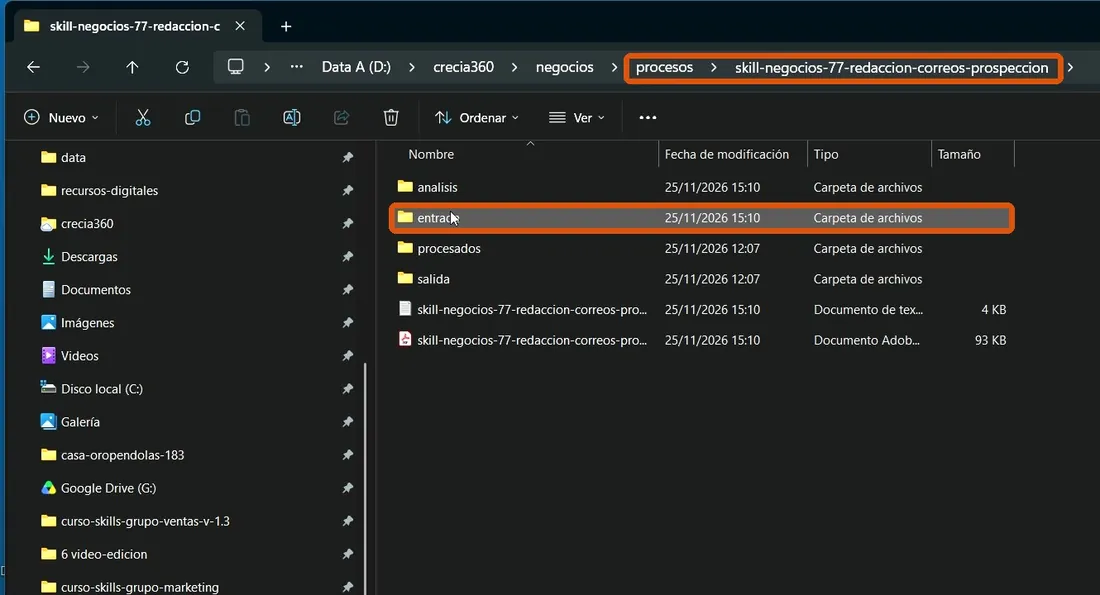 skill-negocios-77-redaccion-c
Data A (D:) crecia360 negocios procesos skill-negocios-77-redaccion-correos-prospeccion
Nuevo Ordenar Ver
data
recursos-digitales
crecia360
Descargas
Documentos
Imágenes
Videos
Disco local (C:)
Galería
casa-oropendolas-183
Google Drive (G:)
curso-skills-grupo-ventas-v-1.3
6 video-edicion
curso-skills-grupo-marketing
Nombre Fecha de modificación Tipo Tamaño
analisis 25/11/2026 15:10 Carpeta de archivos
entrada 25/11/2026 15:10 Carpeta de archivos
procesados 25/11/2026 12:07 Carpeta de archivos
salida 25/11/2026 12:07 Carpeta de archivos
skill-negocios-77-redaccion-correos-pro... 25/11/2026 15:10 Documento de tex... 4 KB
skill-negocios-77-redaccion-correos-pro... 25/11/2026 15:10 Documento Adob... 93 KB